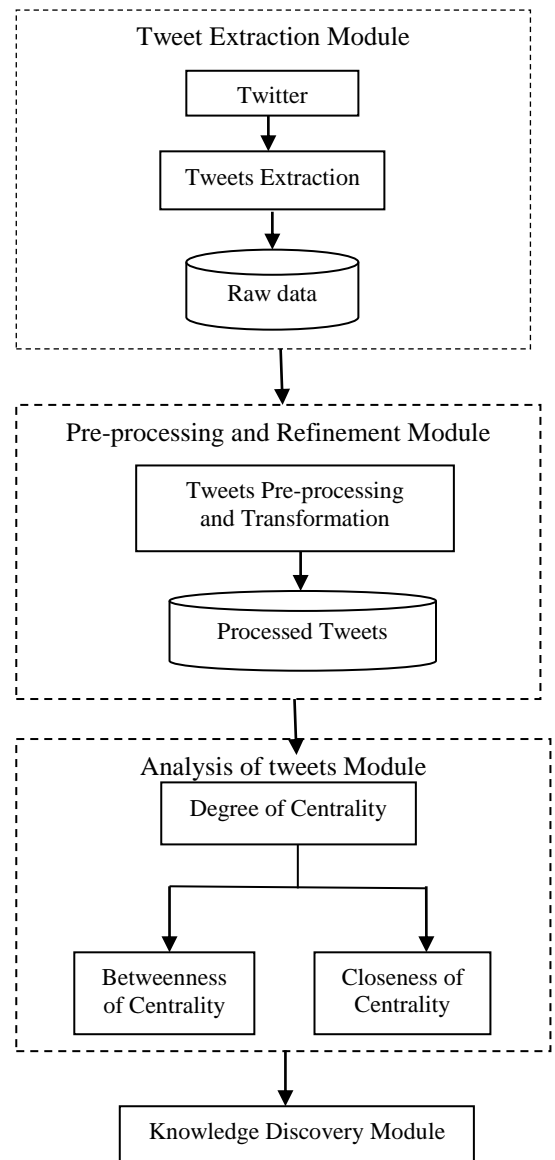 Tweet Extraction Module
Twitter
Tweets Extraction
Raw data
Pre-processing and Refinement Module
Tweets Pre-processing
and Transformation
Processed Tweets
Analysis of tweets Module
Degree of Centrality
Betweenness
of Centrality
Closeness of
Centrality
Knowledge Discovery Module